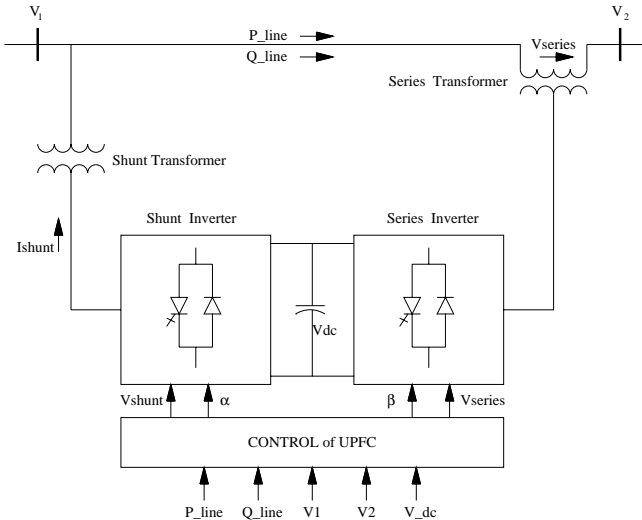 V1
P_line
Q_line
Vseries
V2
Series Transformer
Shunt Transformer
Ishunt
Shunt Inverter
Series Inverter
Vdc
Vshunt
α
β
Vseries
CONTROL of UPFC
P_line
Q_line
V1
V2
V_dc